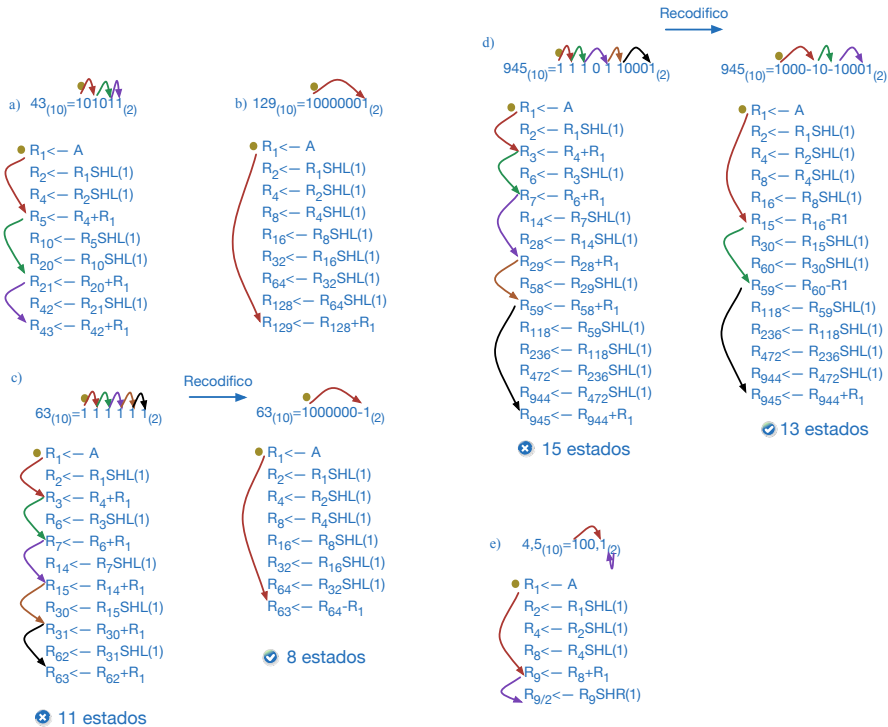 a) 43(10)=101011(2)
R1<— A
R2<— R1SHL(1)
R4<— R2SHL(1)
R5<— R4+R1
R10<— R5SHL(1)
R20<— R10SHL(1)
R21<— R20+R1
R42<— R21SHL(1)
R43<— R42+R1
b) 129(10)=10000001(2)
R1<— A
R2<— R1SHL(1)
R4<— R2SHL(1)
R8<— R4SHL(1)
R16<— R8SHL(1)
R32<— R16SHL(1)
R64<— R32SHL(1)
R128<— R64SHL(1)
R129<— R128+R1
c)
Recodifico
63(10)=1 1 1 1 1 1(2)
R1<— A
R2<— R1SHL(1)
R3<— R4+R1
R6<— R3SHL(1)
R7<— R6+R1
R14<— R7SHL(1)
R15<— R14+R1
R30<— R15SHL(1)
R31<— R30+R1
R62<— R31SHL(1)
R63<— R62+R1
11 estados
63(10)=1000000-1(2)
R1<— A
R2<— R1SHL(1)
R4<— R2SHL(1)
R8<— R4SHL(1)
R16<— R8SHL(1)
R32<— R16SHL(1)
R64<— R32SHL(1)
R63<— R64-R1
8 estados
d)
Recodifico
945(10)=1 1 1 0 1 10001(2)
R1<— A
R2<— R1SHL(1)
R3<— R4+R1
R6<— R3SHL(1)
R7<— R6+R1
R14<— R7SHL(1)
R28<— R14SHL(1)
R29<— R28+R1
R58<— R29SHL(1)
R59<— R58+R1
R118<— R59SHL(1)
R236<— R118SHL(1)
R472<— R236SHL(1)
R944<— R472SHL(1)
R945<— R944+R1
15 estados
945(10)=1000-10-10001(2)
R1<— A
R2<— R1SHL(1)
R4<— R2SHL(1)
R8<— R4SHL(1)
R16<— R8SHL(1)
R15<— R16-R1
R30<— R15SHL(1)
R60<— R30SHL(1)
R59<— R60-R1
R118<— R59SHL(1)
R236<— R118SHL(1)
R472<— R236SHL(1)
R944<— R472SHL(1)
R945<— R944+R1
13 estados
e) 4,5(10)=100,1(2)
R1<— A
R2<— R1SHL(1)
R4<— R2SHL(1)
R8<— R4SHL(1)
R9<— R8+R1
R9/2<— R9SHR(1)